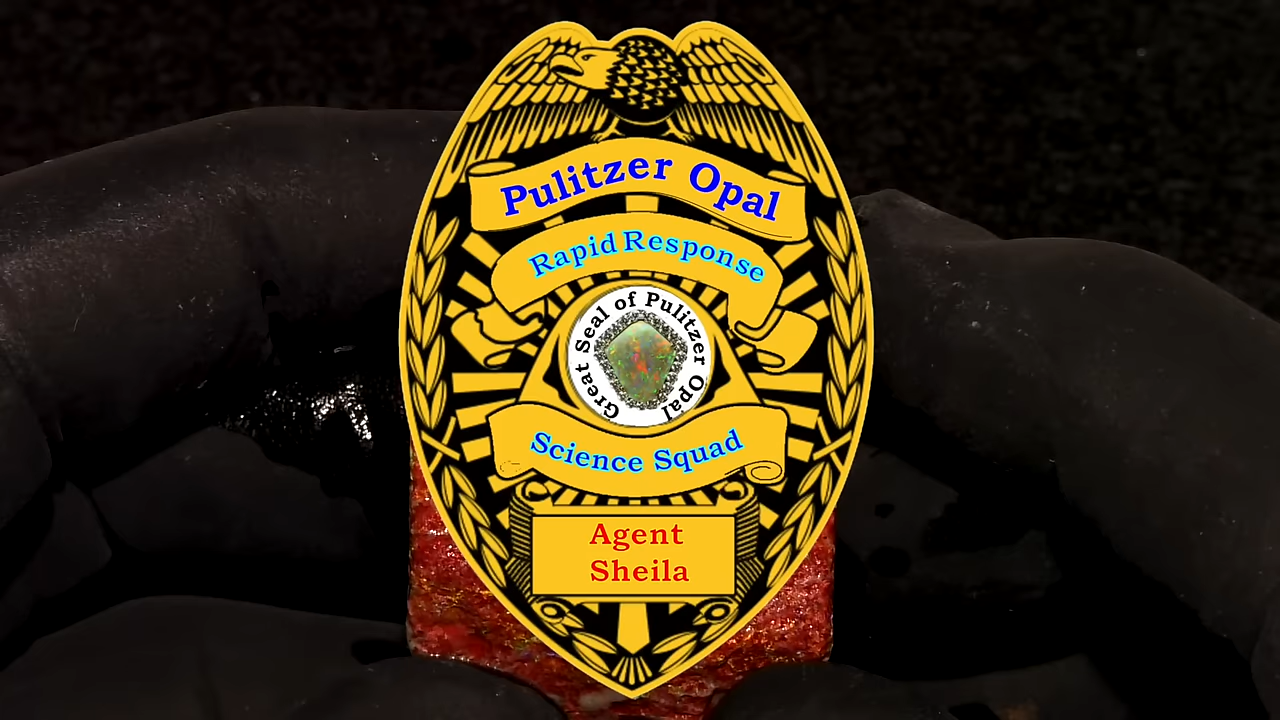 Pulitzer Opal
Rapid Response
Great Seal of Pulitzer Opal
Science Squad
Agent
Sheila